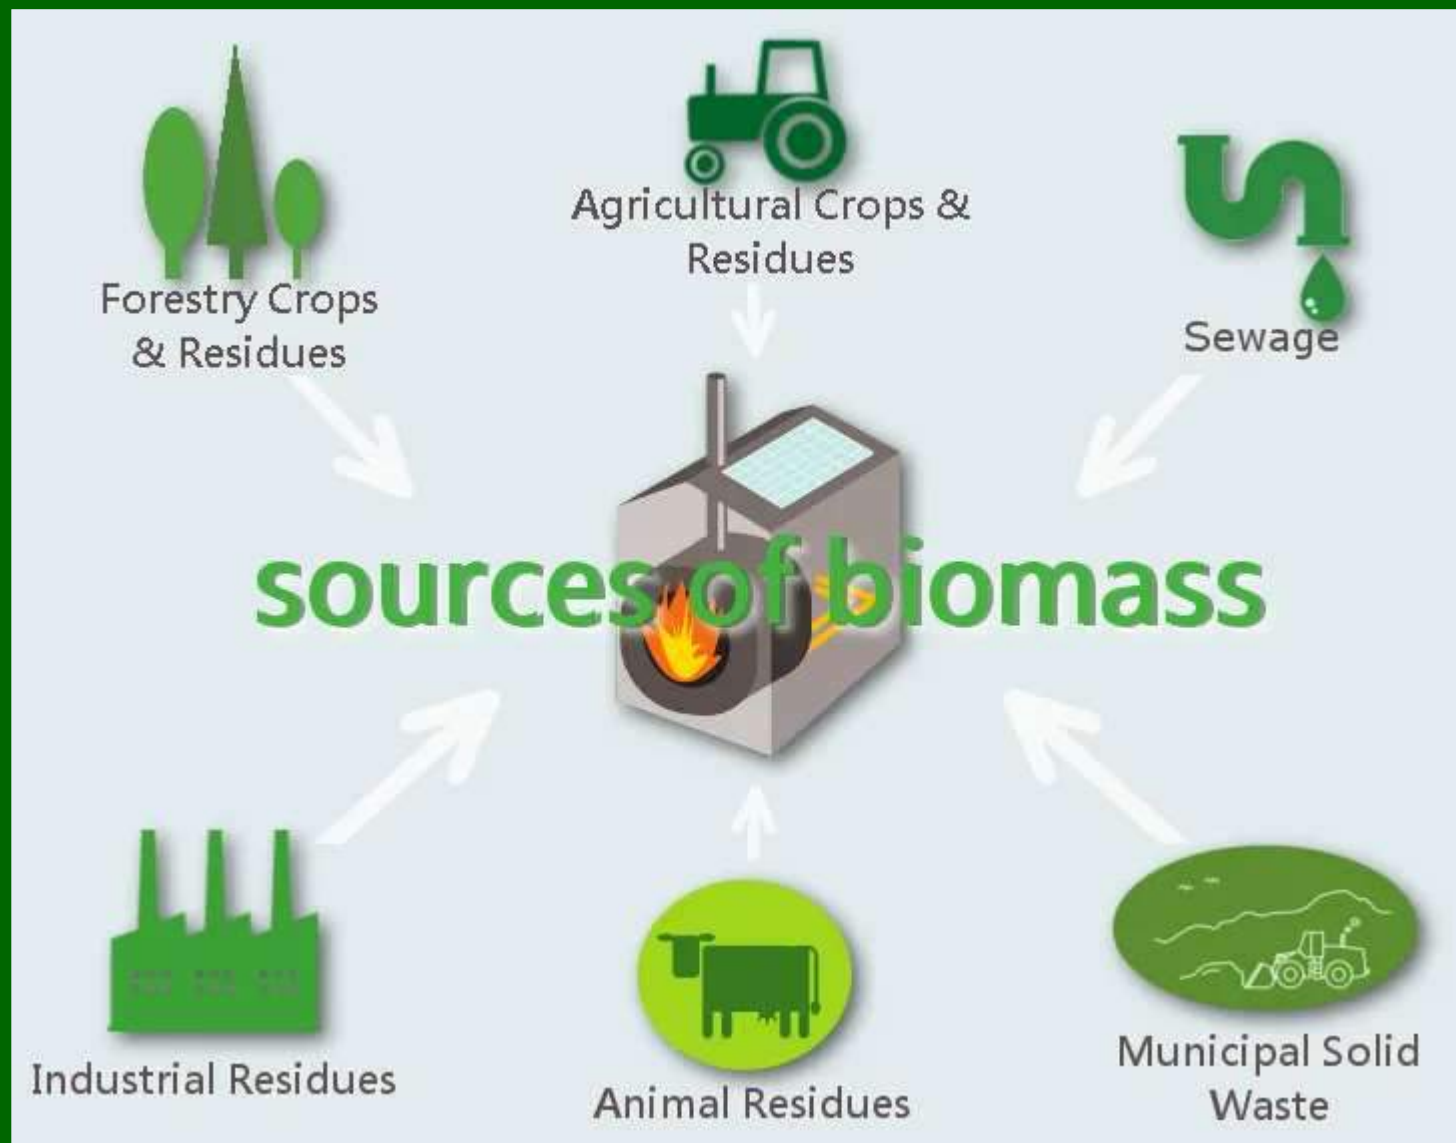 Agricultural Crops &
Residues
Forestry Crops
& Residues
Sewage
sources of biomass
Industrial Residues
Animal Residues
Municipal Solid
Waste